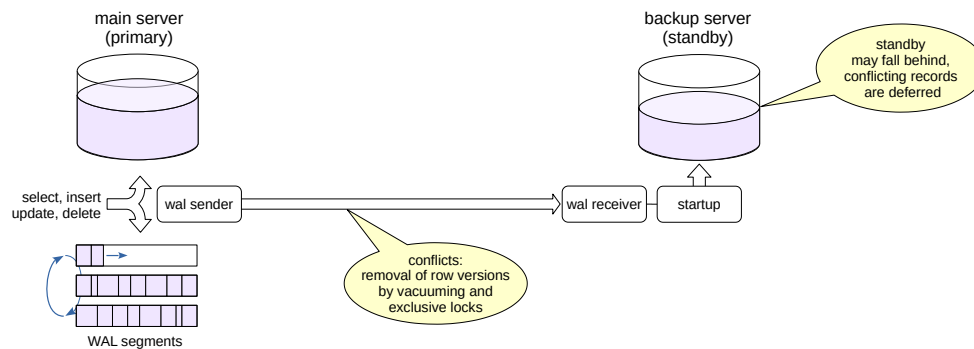 main server
(primary)
backup server
(standby)
standby
may fall behind,
conflicting records
are deferred
select, insert
update, delete
wal sender
wal receiver
startup
conflicts:
removal of row versions
by vacuuming and
exclusive locks
WAL segments